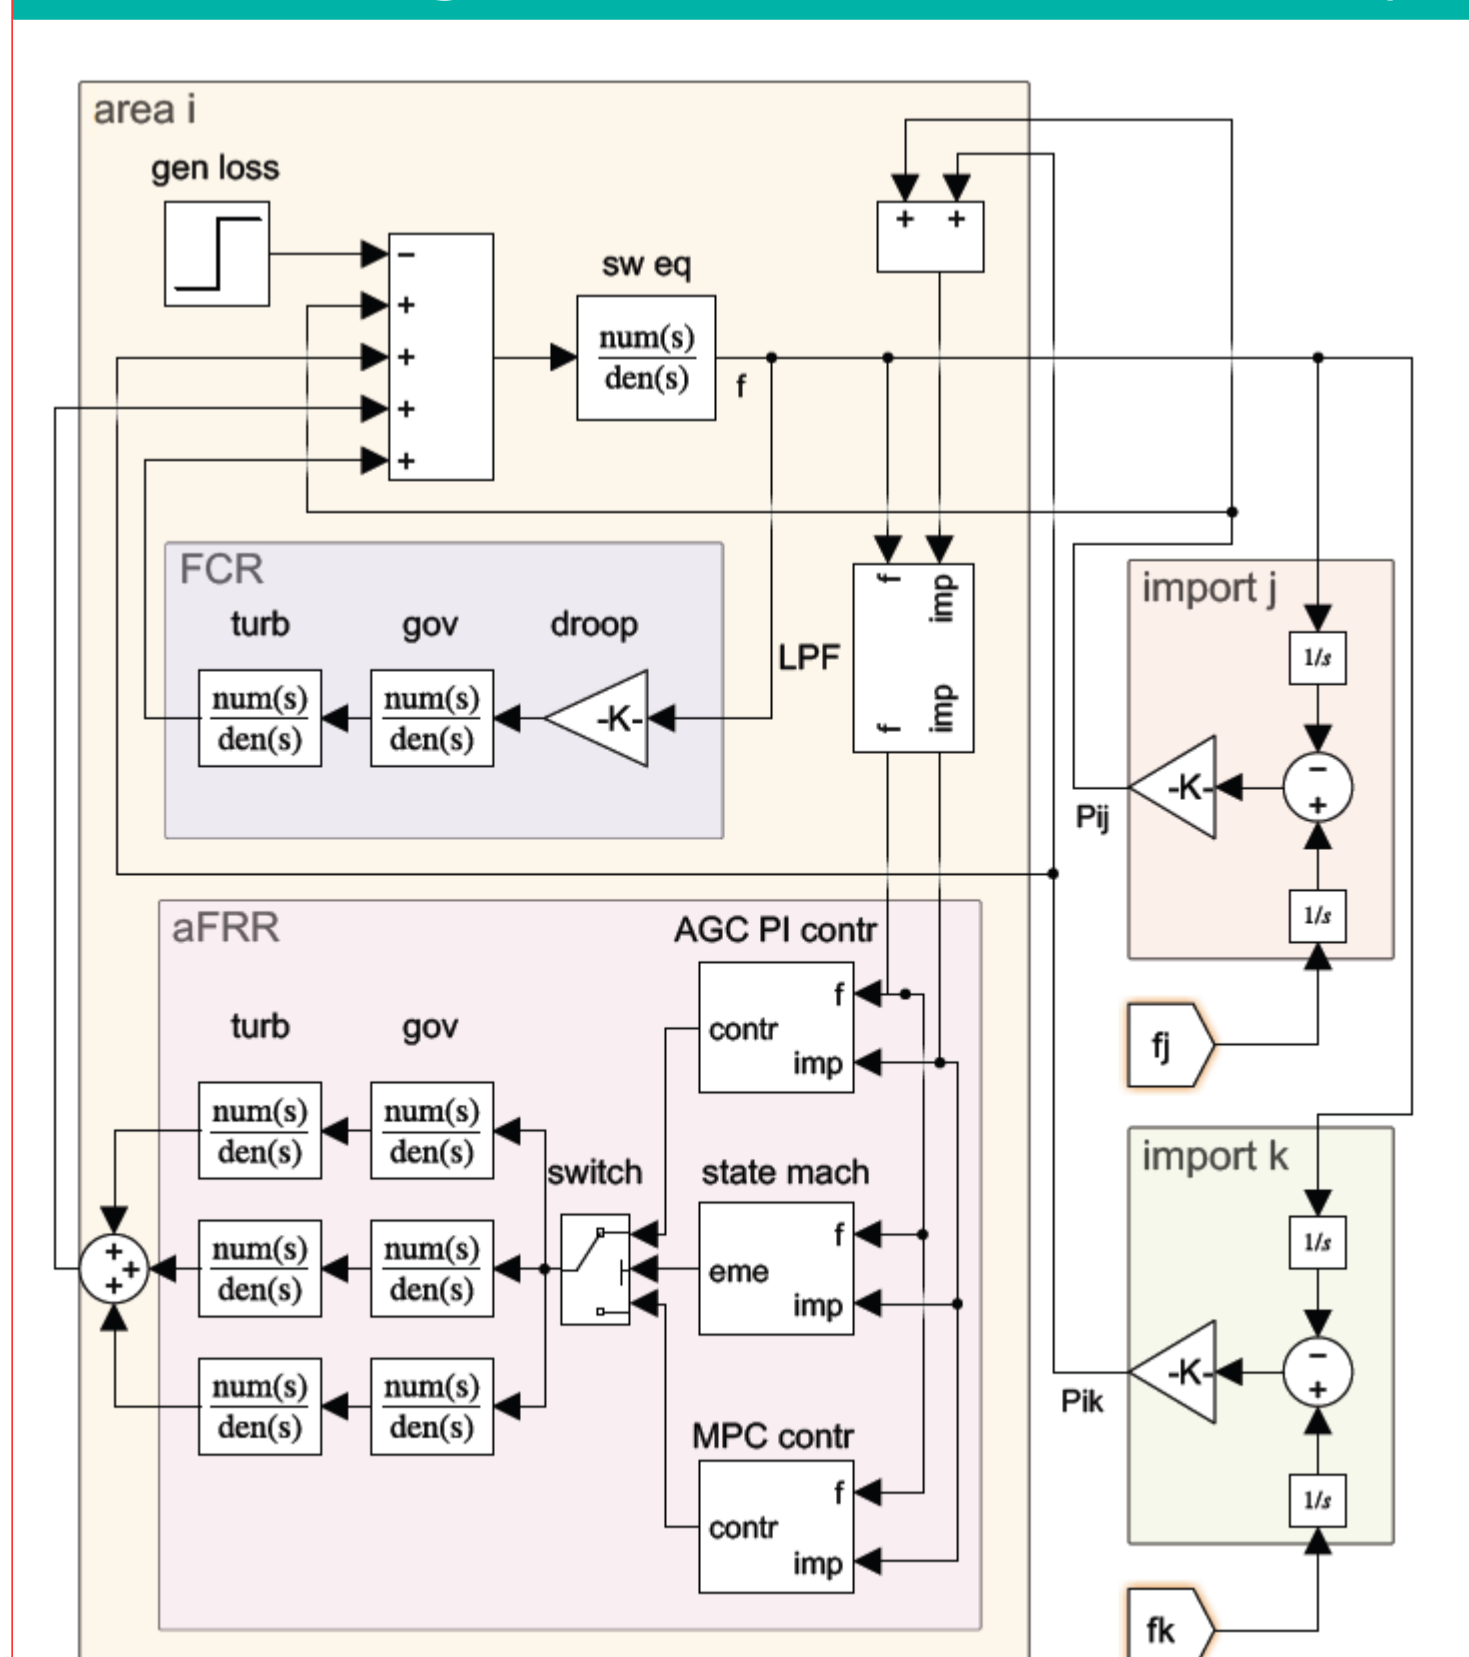 area i
gen loss
−
+
+
+
+
sw eq
num(s)
den(s)
f
+ +
FCR
turb
gov
droop
num(s)
den(s)
num(s)
den(s)
-K-
LPF
f
imp
f
imp
import j
1/s
−
+
-K-
Pij
1/s
fj
aFRR
AGC PI contr
f
contr
imp
turb
gov
num(s)
den(s)
num(s)
den(s)
switch
state mach
f
eme
imp
+
+
+
num(s)
den(s)
num(s)
den(s)
num(s)
den(s)
num(s)
den(s)
MPC contr
f
contr
imp
import k
1/s
−
+
-K-
Pik
1/s
fk